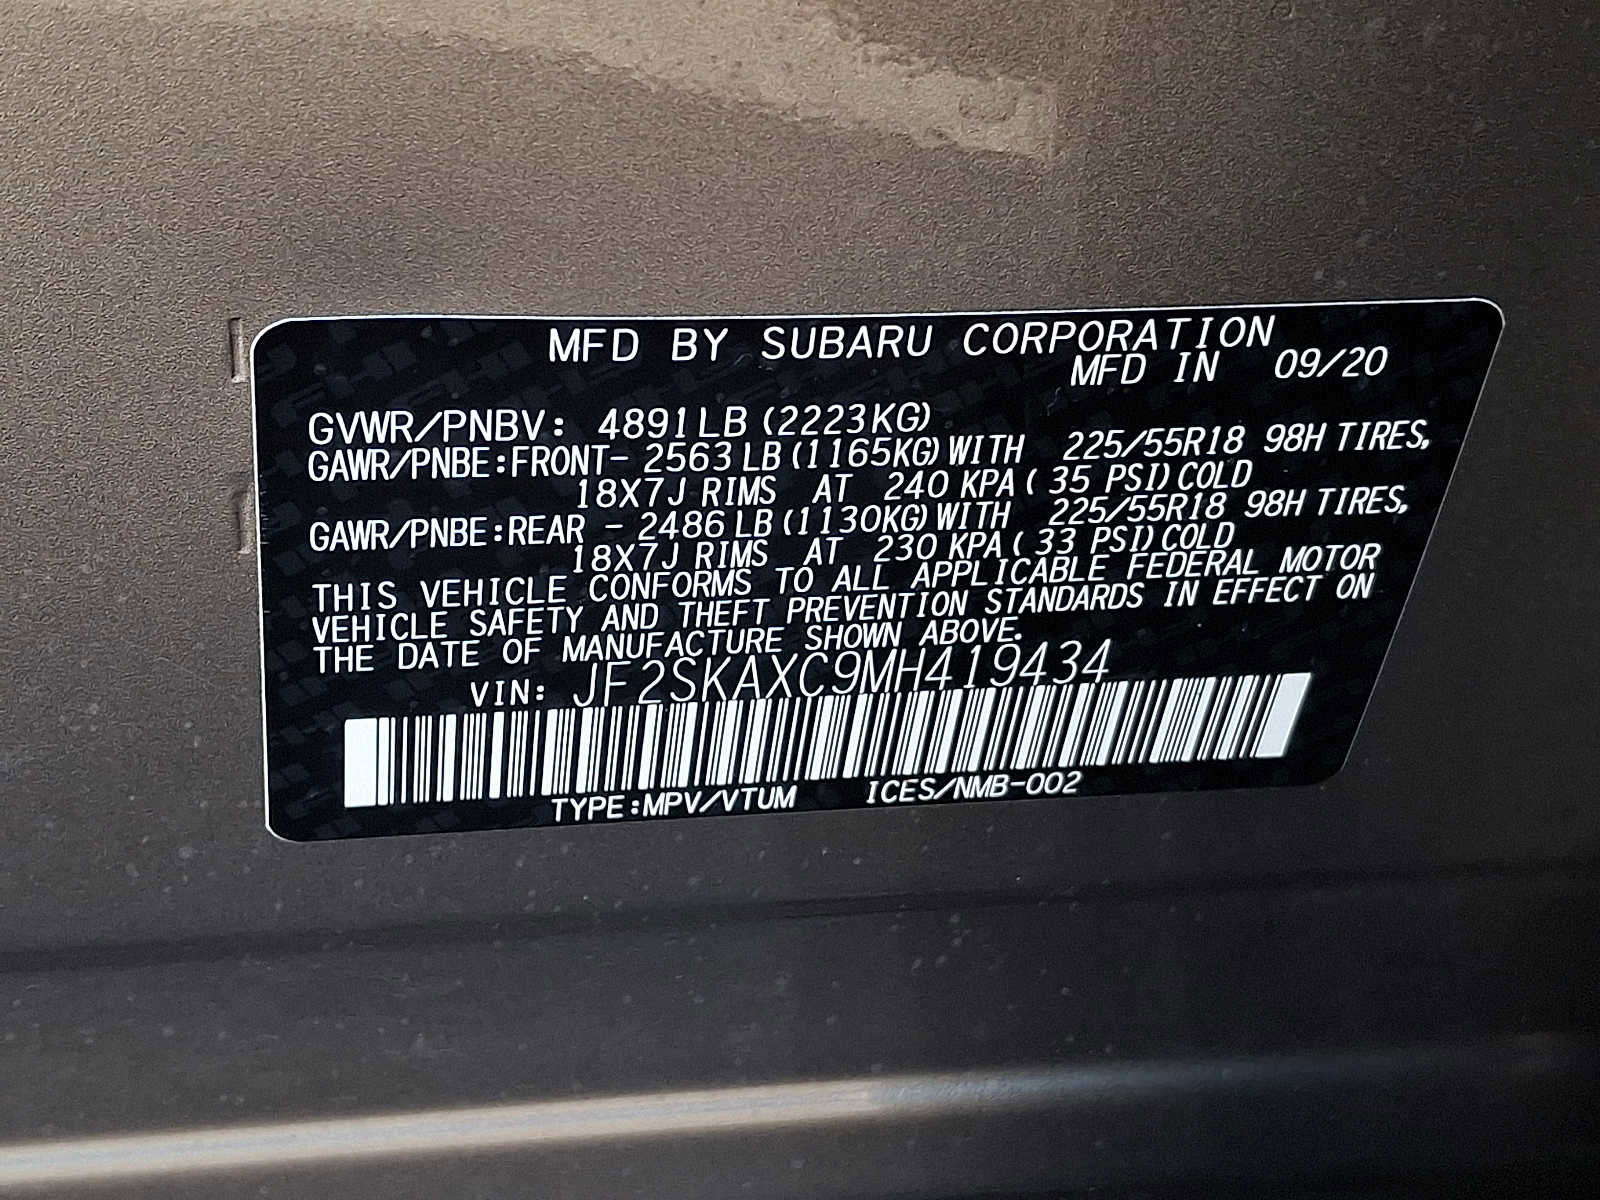 MFD BY SUBARU CORPORATION
MFD IN 09/20
GVWR/PNBV: 4891LB (2223KG)
GAWR/PNBE:FRONT- 2563 LB (1165KG) WITH 225/55R18 98H TIRES,
18X7J RIMS AT 240 KPA ( 35 PSI) COLD
GAWR/PNBE:REAR - 2486 LB (1130KG) WITH 225/55R18 98H TIRES,
18X7J RIMS AT 230 KPA ( 33 PSI) COLD
THIS VEHICLE CONFORMS TO ALL APPLICABLE FEDERAL MOTOR
VEHICLE SAFETY AND THEFT PREVENTION STANDARDS IN EFFECT ON
THE DATE OF MANUFACTURE SHOWN ABOVE.
VIN: JF2SKAXC9MH419434
TYPE:MPV/VTUM ICES/NMB-002